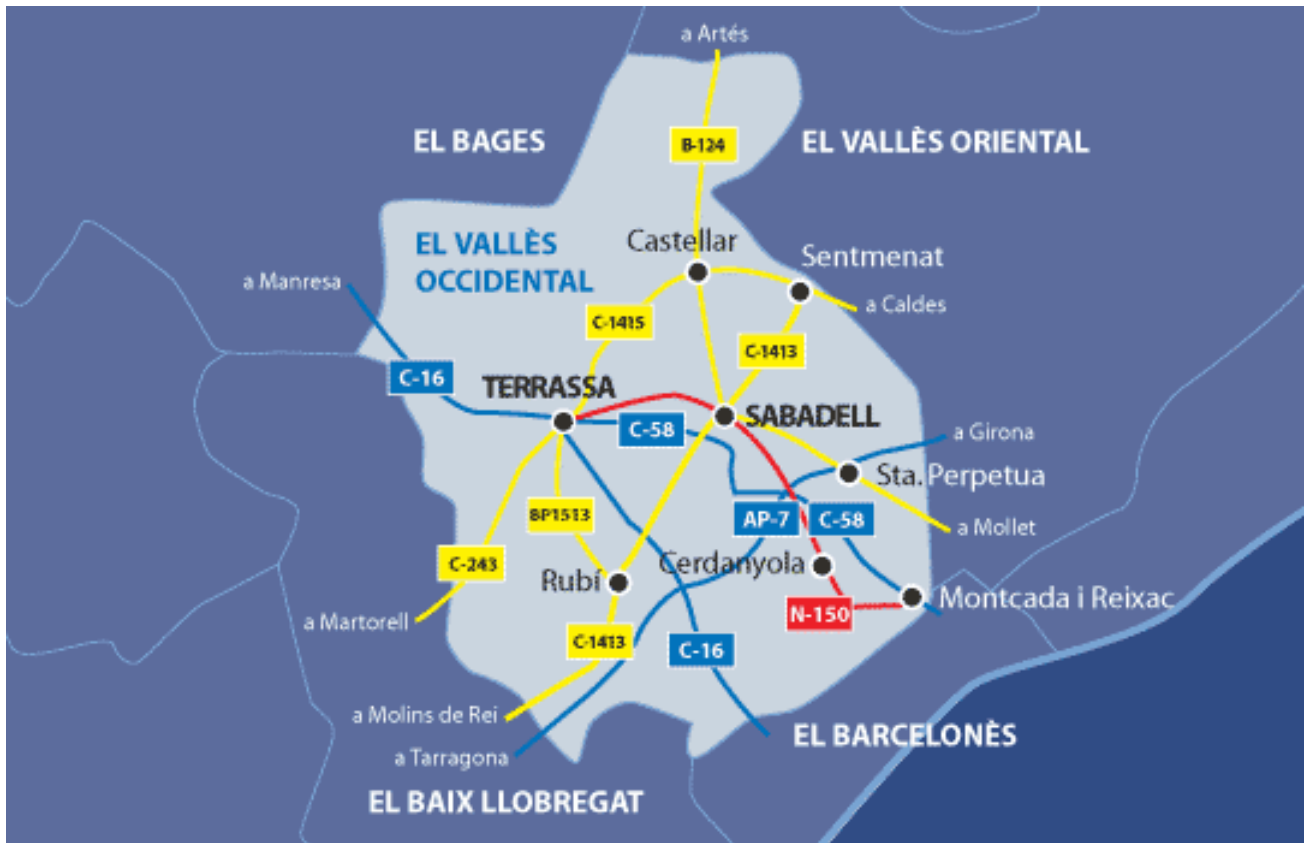 a Artés
B-124
EL BAGES
EL VALLÈS ORIENTAL
EL VALLÈS
OCCIDENTAL
Castellar
Sentmenat
a Manresa
a Caldes
C-1415
C-1413
C-16
TERRASSA
SABADELL
C-58
a Girona
Sta. Perpetua
BP1513
AP-7
C-58
a Mollet
C-243
Rubí
Cerdanyola
Montcada i Reixac
N-150
a Martorell
C-1413
C-16
a Molins de Rei
EL BARCELONÈS
a Tarragona
EL BAIX LLOBREGAT